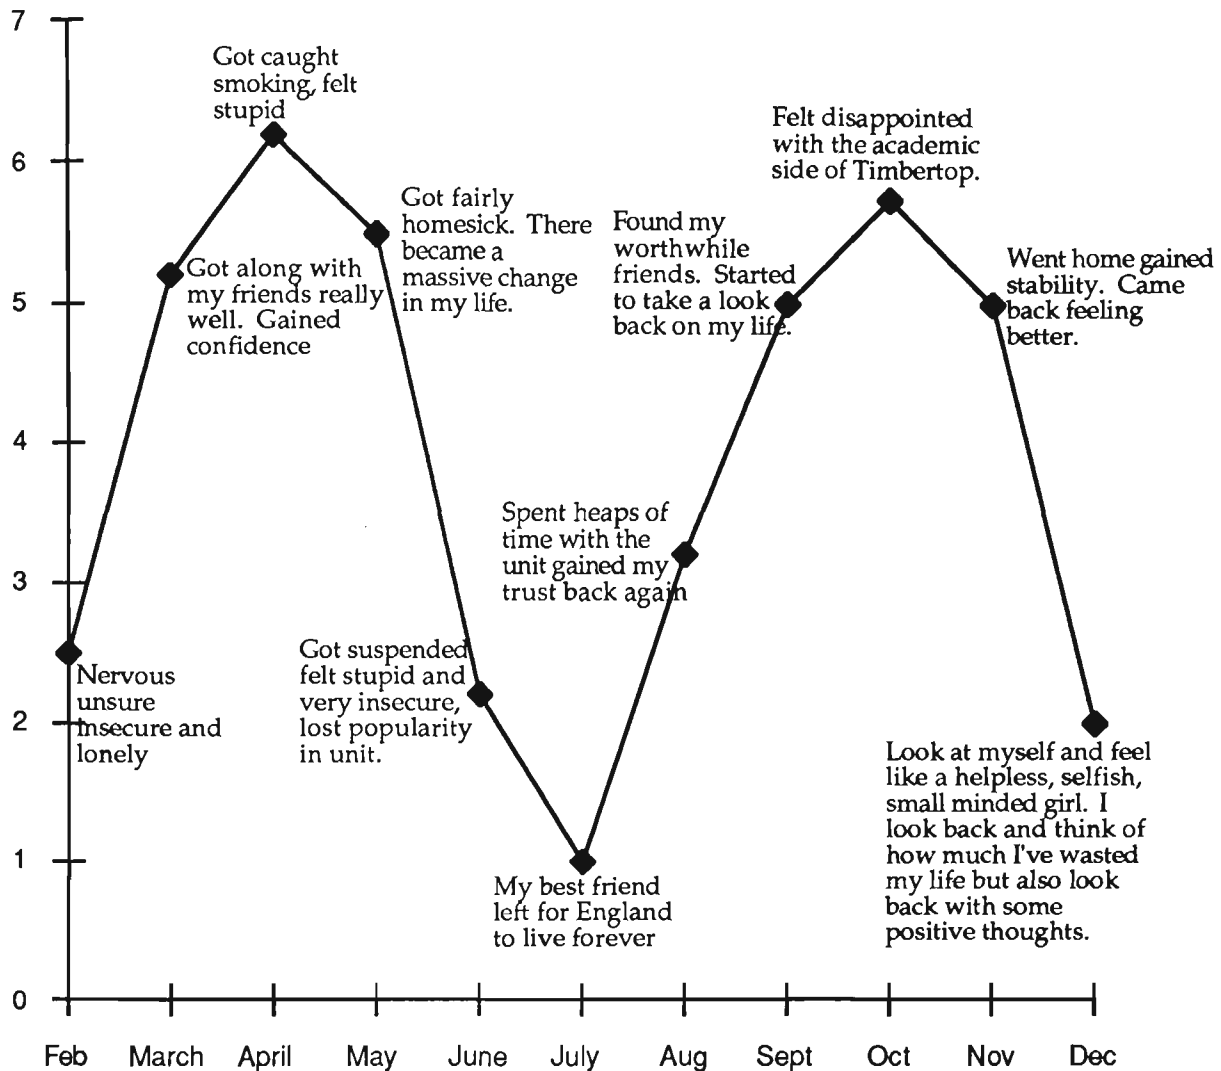 7
Got caught
smoking, felt
stupid
6
Felt disappointed
with the academic
side of Timbertop.
Got fairly
homesick. There
became a
massive change
in my life.
Found my
worthwhile
friends. Started
to take a look
back on my life.
Got along with
my friends really
well. Gained
confidence
Went home gained
stability. Came
back feeling
better.
5
4
Spent heaps of
time with the
unit gained my
trust back again
3
Got suspended
felt stupid and
very insecure,
lost popularity
in unit.
Nervous
unsure
insecure and
lonely
2
Look at myself and feel
like a helpless, selfish,
small minded girl. I
look back and think of
how much I've wasted
my life but also look
back with some
positive thoughts.
1
My best friend
left for England
to live forever
0
Feb March April May June July Aug Sept Oct Nov Dec